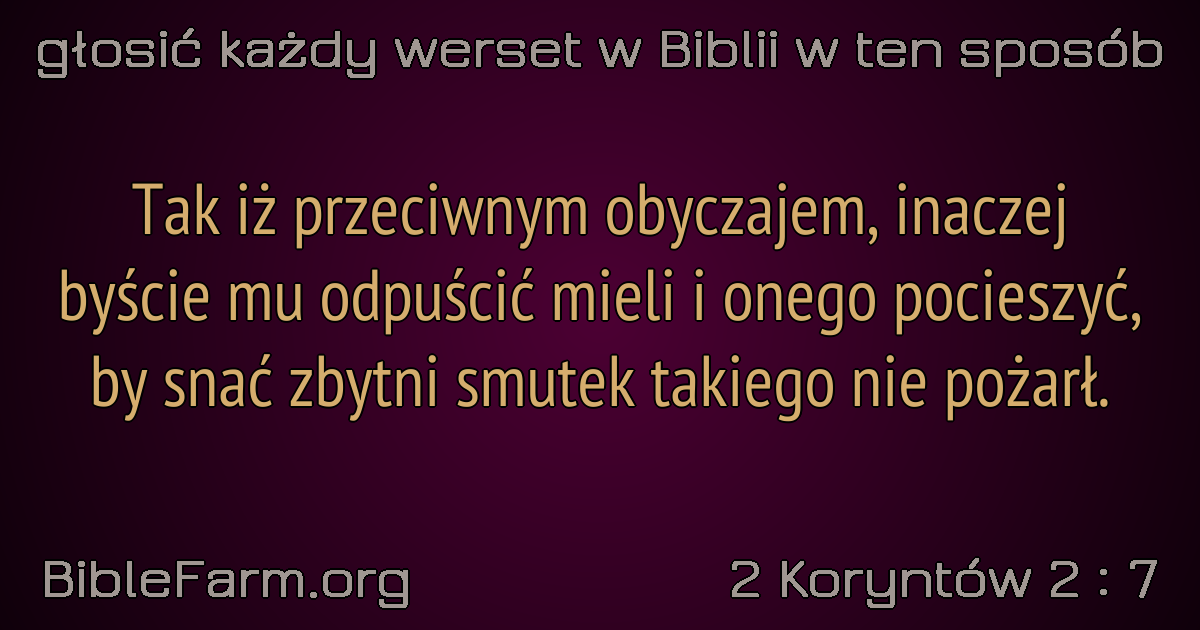 głosić każdy werset w Biblii w ten sposób
Tak iż przeciwnym obyczajem, inaczej
byście mu odpuścić mieli i onego pocieszyć,
by snać zbytni smutek takiego nie pożarł.
BibleFarm.org
2 Koryntów 2 : 7